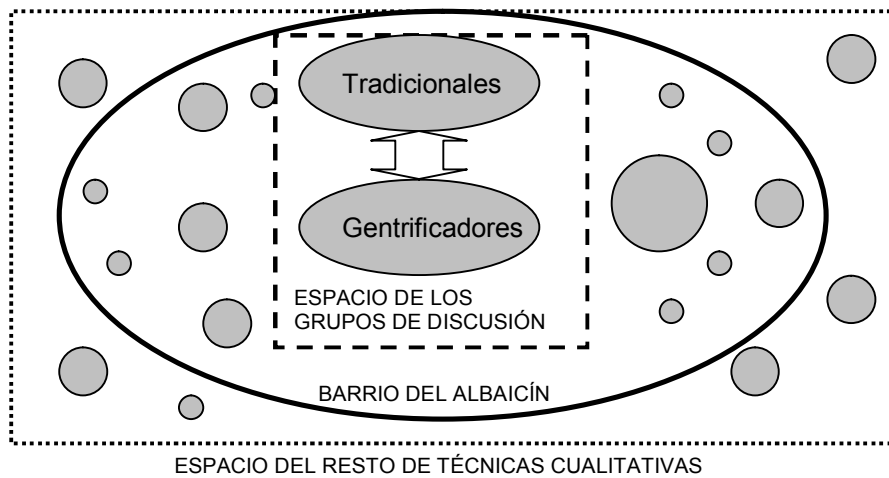 Tradicionales
Gentrificadores
ESPACIO DE LOS
GRUPOS DE DISCUSIÓN
BARRIO DEL ALBAICÍN
ESPACIO DEL RESTO DE TÉCNICAS CUALITATIVAS